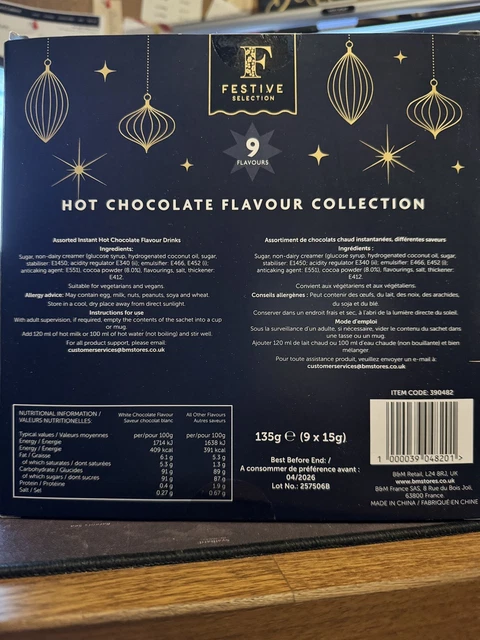 F
FESTIVE
SELECTION
9
FLAVOURS
HOT CHOCOLATE FLAVOUR COLLECTION
Assorted Instant Hot Chocolate Flavour Drinks
Ingredients:
Sugar, non-dairy creamer (glucose syrup, hydrogenated coconut oil, sugar,
stabiliser: E1450; acidity regulator E340 (ii); emulsifier: E466, E452 (i);
anticaking agent: E551), cocoa powder (8.0%), flavourings, salt, thickener:
E412.
Suitable for vegetarians and vegans.
Allergy advice: May contain egg, milk, nuts, peanuts, soya and wheat.
Store in a cool, dry place away from direct sunlight.
Instructions for use
With adult supervision, if required, empty the contents of the sachet into a cup
or mug.
Add 120 ml of hot milk or 100 ml of hot water (not boiling) and stir well.
For all product support, please email:
customerservices@bmstores.co.uk
Assortiment de chocolats chaud instantanées, différentes saveurs
Ingrédients :
Sugar, non-dairy creamer (glucose syrup, hydrogenated coconut oil, sugar,
stabiliser: E1450; acidity regulator E340 (ii); emulsifier: E466, E452 (i);
anticaking agent: E551), cocoa powder (8.0%), flavourings, salt, thickener:
E412.
Convient aux végétariens et aux végétaliens.
Conseils allergènes : Peut contenir des œufs, du lait, des noix, des arachides,
du soja et du blé.
Conserver dans un endroit frais et sec, à l'abri de la lumière directe du soleil.
Mode d'emploi
Sous la surveillance d'un adulte, si nécessaire, vider le contenu du sachet dans
une tasse ou un mug.
Ajouter 120 ml de lait chaud ou 100 ml d'eau chaude (non bouillante) et bien
mélanger.
Pour toute assistance produit, veuillez envoyer un e-mail à:
customerservices@bmstores.co.uk
NUTRITIONAL INFORMATION /
VALEURS NUTRITIONELLES:
White Chocolate Flavour
Saveur chocolat blanc
All Other Flavours
Autres saveurs
Typical values / Valeurs moyennes per/pour 100g per/pour 100g
Energy / Énergie 1714 kJ 1638 kJ
Energy / Énergie 409 kcal 391 kcal
Fat / Graisse 6.1 g 5.3 g
of which saturates / dont saturées 5.3 g 1.3 g
Carbohydrate / Glucides 91 g 89 g
of which sugars / dont sucres 91 g 87 g
Protein / Protéine 0.4 g 1.9 g
Salt / Sel 0.27 g 0.67 g
135g ℮ (9 x 15g)
Best Before End: /
A consommer de préférence avant :
04/2026
Lot No.: 257506B
ITEM CODE: 390482
1 000039 048201 >
B&M Retail, L24 8RJ, UK
www.bmstores.co.uk
B&M France SAS, 8 Rue du Bois Joli,
63800 France.
MADE IN CHINA / FABRIQUÉ EN CHINE